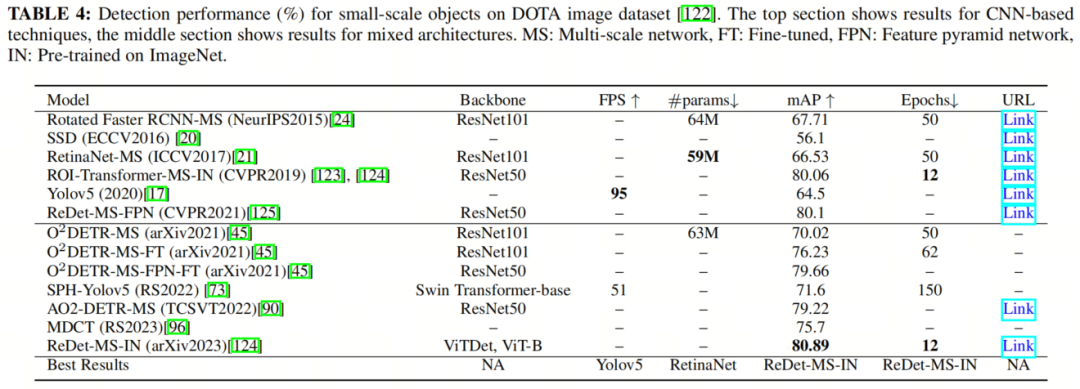 TABLE 4: Detection performance (%) for small-scale objects on DOTA image dataset [122]. The top section shows results for CNN-based
techniques, the middle section shows results for mixed architectures. MS: Multi-scale network, FT: Fine-tuned, FPN: Feature pyramid network,
IN: Pre-trained on ImageNet.
Model Backbone FPS ↑ #params↓ mAP ↑ Epochs↓ URL
Rotated Faster RCNN-MS (NeurIPS2015)[24] ResNet101 – 64M 67.71 50 Link
SSD (ECCV2016) [20] – – – 56.1 – Link
RetinaNet-MS (ICCV2017)[21] ResNet101 – 59M 66.53 50 Link
ROI-Transformer-MS-IN (CVPR2019) [123], [124] ResNet50 – – 80.06 12 Link
Yolov5 (2020)[17] – 95 – 64.5 – Link
ReDet-MS-FPN (CVPR2021)[125] ResNet50 – – 80.1 – Link
O²DETR-MS (arXiv2021)[45] ResNet101 – 63M 70.02 50 –
O²DETR-MS-FT (arXiv2021)[45] ResNet101 – – 76.23 62 –
O²DETR-MS-FPN-FT (arXiv2021)[45] ResNet50 – – 79.66 – –
SPH-Yolov5 (RS2022) [73] Swin Transformer-base 51 – 71.6 150 –
AO2-DETR-MS (TCSVT2022)[90] ResNet50 – – 79.22 – Link
MDCT (RS2023)[96] – – – 75.7 – –
ReDet-MS-IN (arXiv2023)[124] ViTDet, ViT-B – – 80.89 12 Link
Best Results NA Yolov5 RetinaNet ReDet-MS-IN ReDet-MS-IN NA